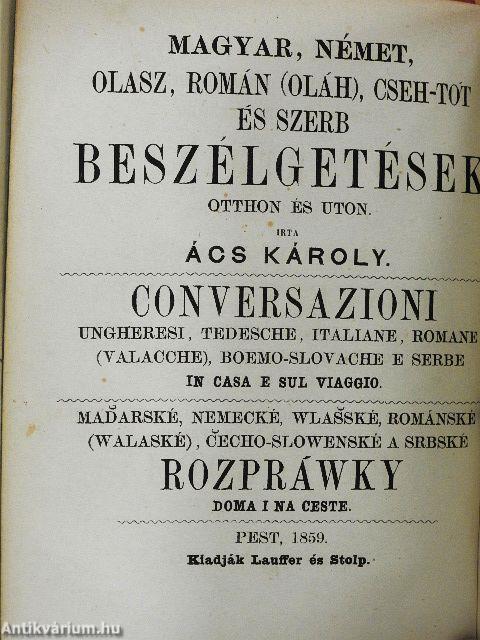 MAGYAR, NÉMET,
OLASZ, ROMÁN (OLÁH), CSEH-TÓT
ÉS SZERB
BESZÉLGETÉSEK
OTTHON ÉS UTON.
IRTA
ÁCS KÁROLY.
CONVERSAZIONI
UNGHERESI, TEDESCHE, ITALIANE, ROMANE
(VALACCHE), BOEMO-SLOVACHE E SERBE
IN CASA E SUL VIAGGIO.
MAĎARSKÉ, NEMECKÉ, WLAŠSKÉ, ROMÁNSKÉ
(WALASKÉ), ČECHO-SLOWENSKÉ A SRBSKÉ
ROZPRÁWKY
DOMA I NA CESTE.
PEST, 1859.
Kiadják Lauffer és Stolp.
Antikvárium.hu